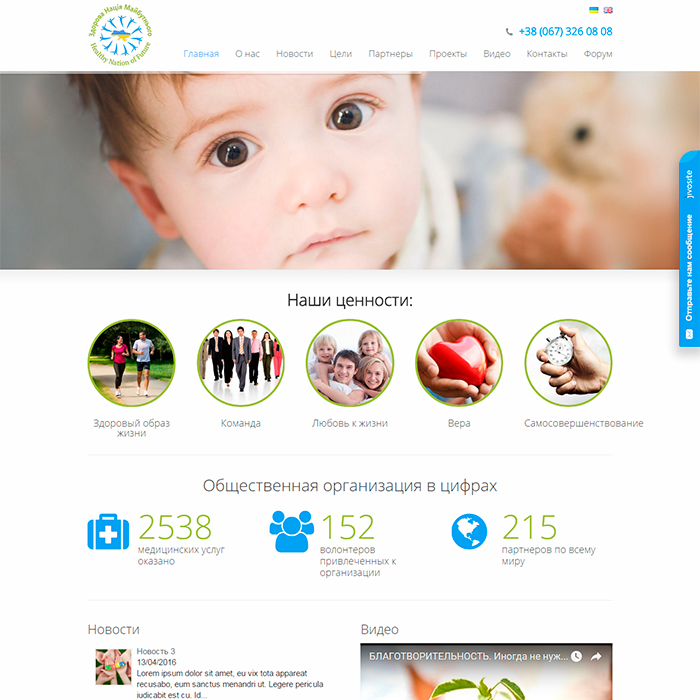 Здорова Нація Майбутнього
Healthy Nation of Future
+38 (067) 326 08 08
Главная О нас Новости Цели Партнеры Проекты Видео Контакты Форум
jivosite
Отправьте нам сообщение
Наши ценности:
Здоровый образ
жизни
Команда
Любовь к жизни
Вера
Самосовершенствование
Общественная организация в цифрах
2538
медицинских услуг
оказано
152
волонтеров
привлеченных к
организации
215
партнеров по всему
миру
Новости
Новость 3
13/04/2016
Lorem ipsum dolor sit amet, eu vix tota appareat
recusabo, eum sanctus menandri ut. Legere prodesset
iudicabit est cu. Id...
Видео
БЛАГОТВОРИТЕЛЬНОСТЬ. Иногда не нуж...